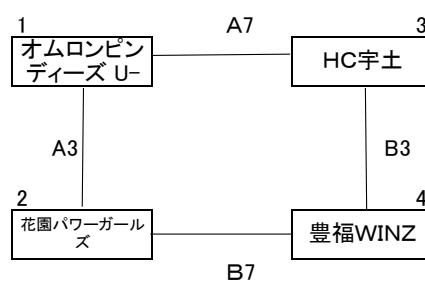 1
A7
3
オムロンピン
ディーズ U-
HC宇土
A3
B3
2
4
花園パワーガール
ズ
豊福WINZ
B7